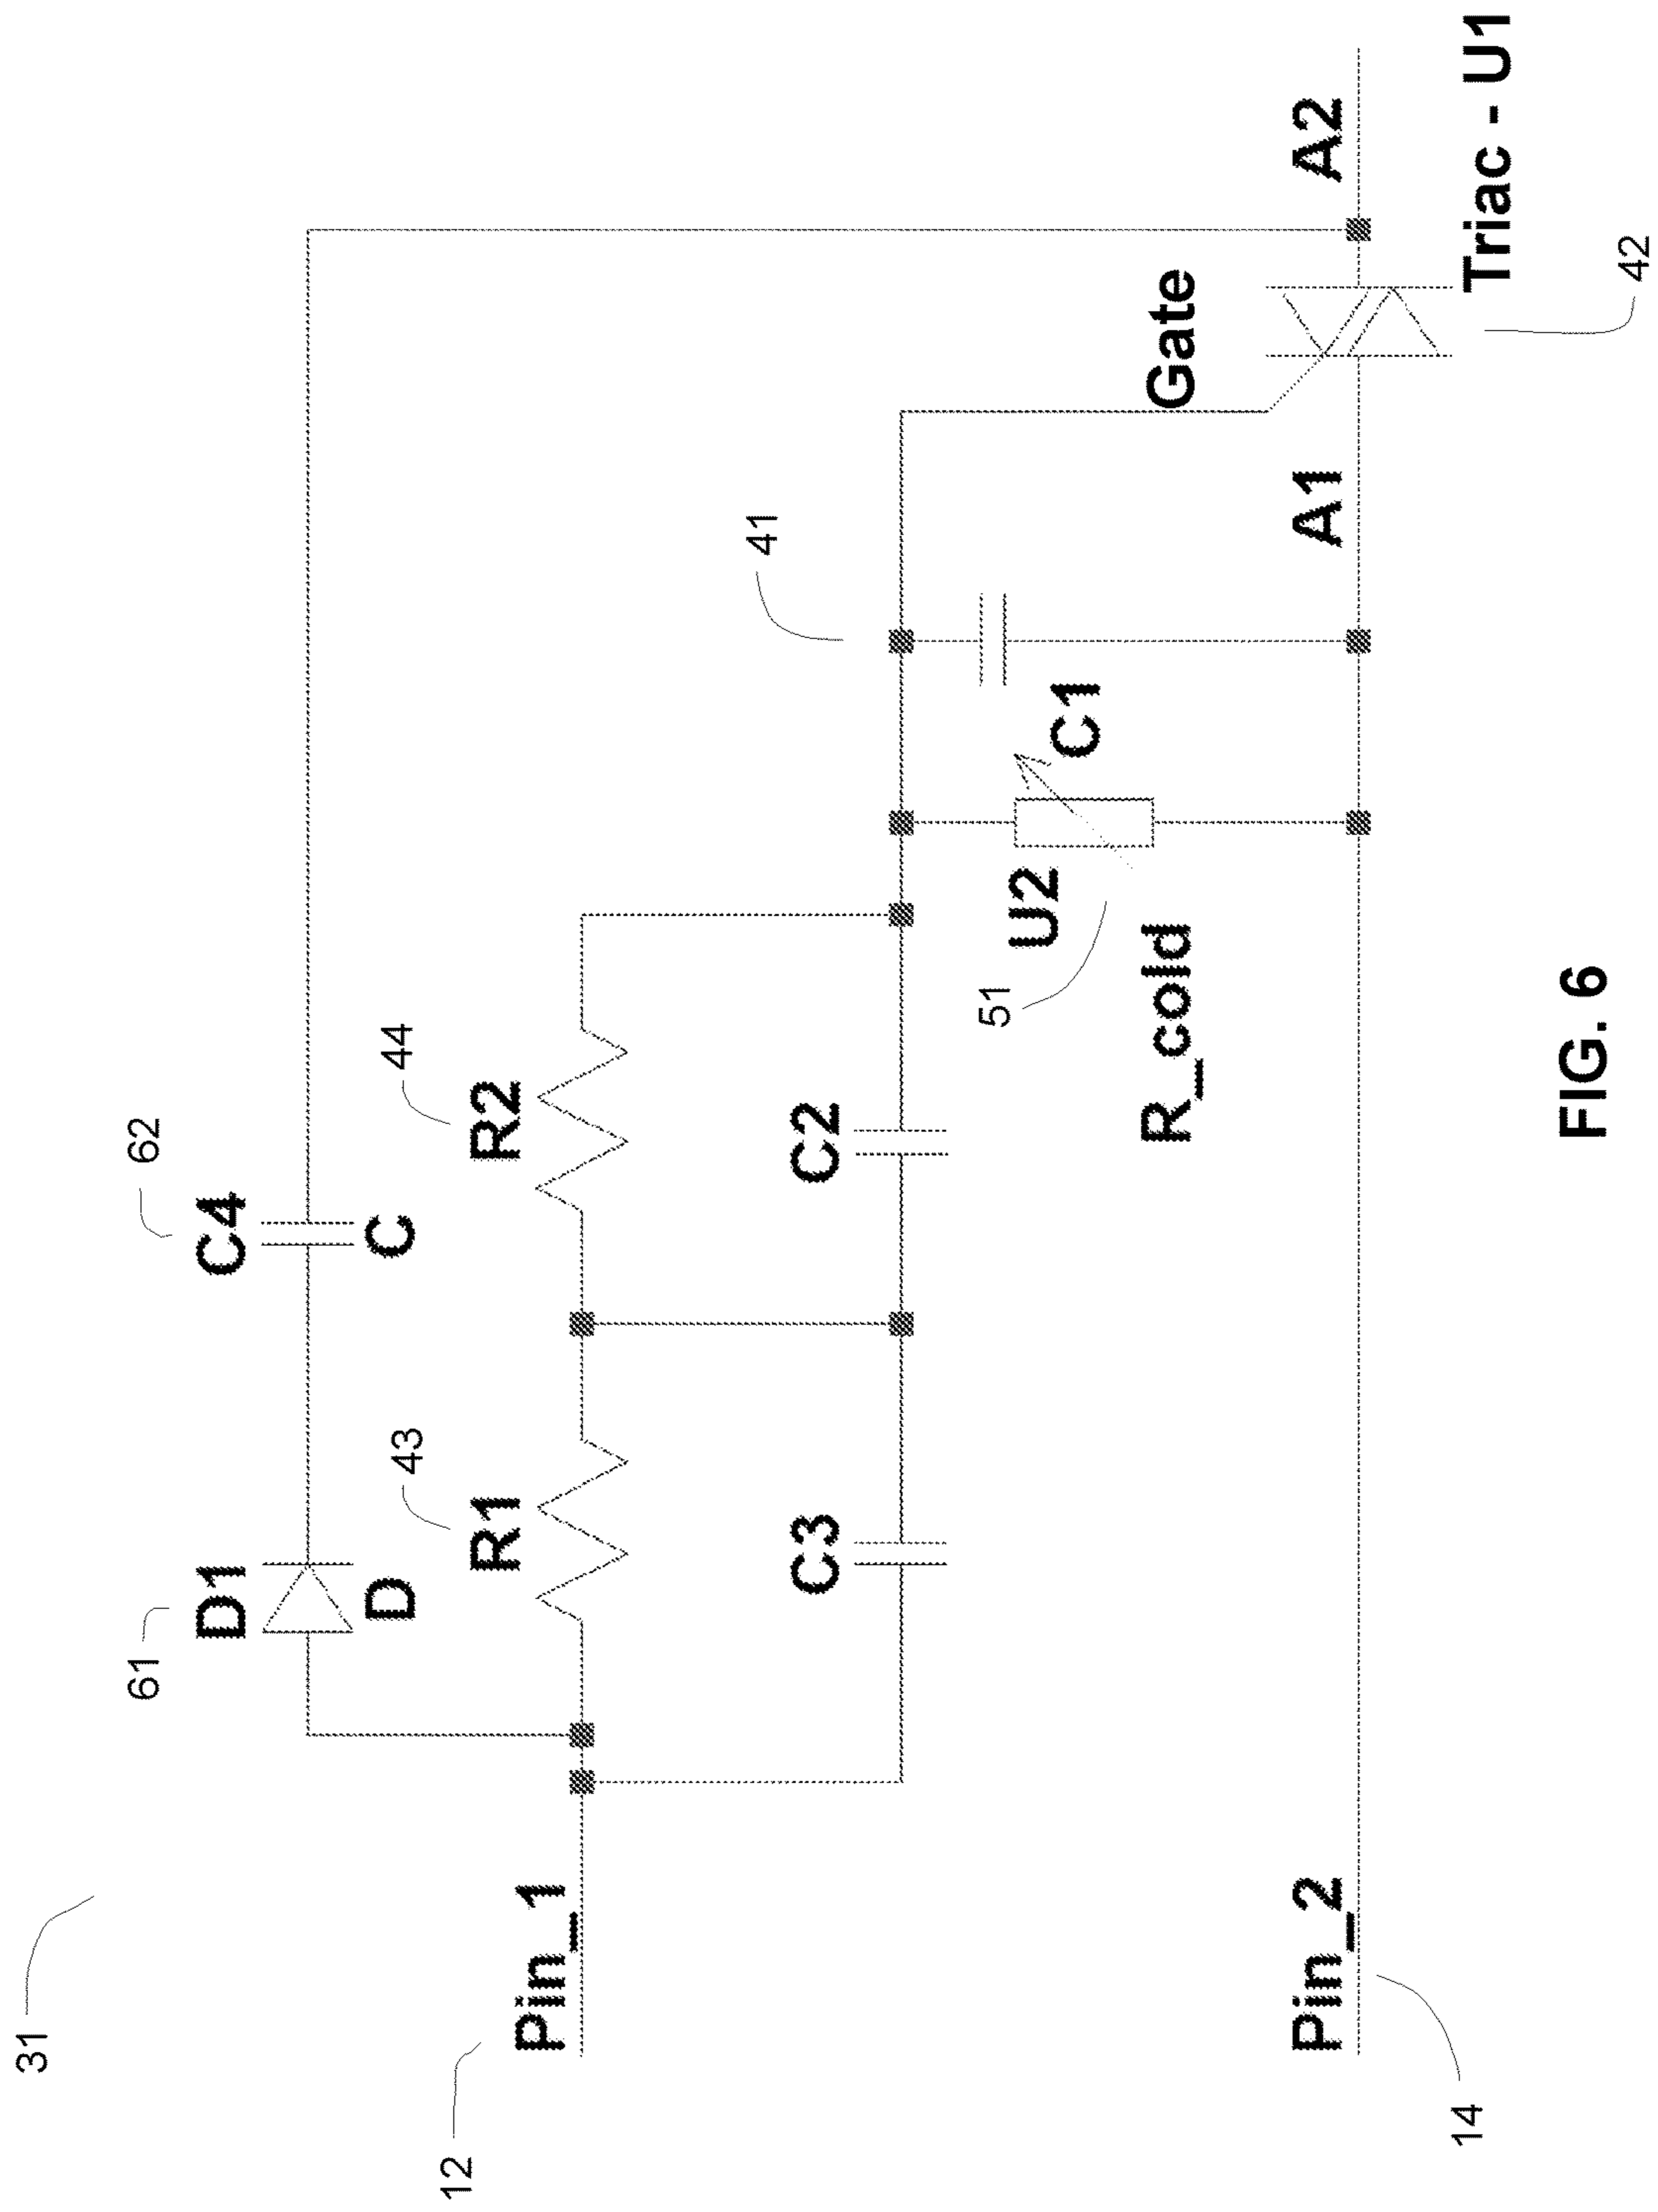 31
61
D1
D
62
C4
C
43
R1
44
R2
12
Pin_1
C3
C2
41
U2
C1
51
R_cold
Gate
Pin_2
14
A1
A2
Triac - U1
42
FIG. 6